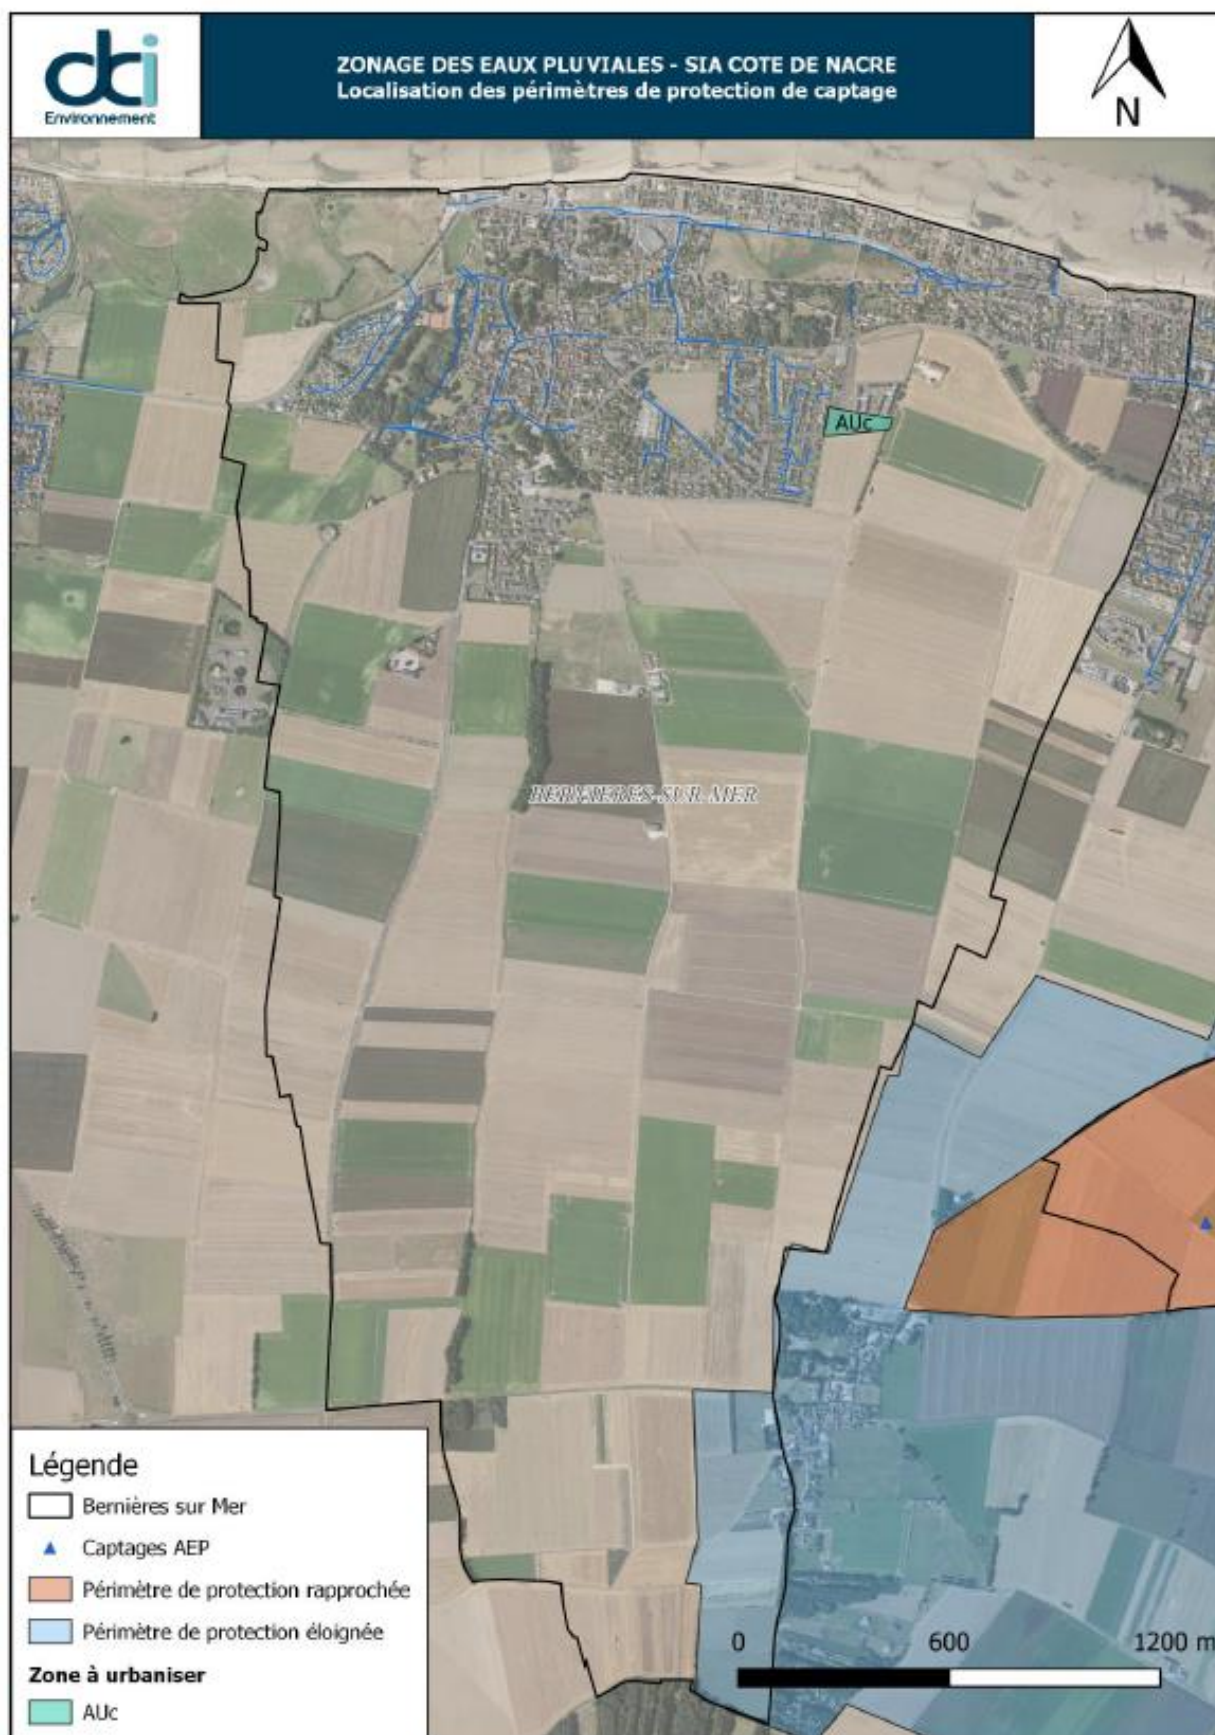 dci
Environnement
ZONAGE DES EAUX PLUVIALES - SIA COTE DE NACRE
Localisation des périmètres de protection de captage
N
AUc
BERNIERES-SUR-MER
Légende
Bernières sur Mer
Captages AEP
Périmètre de protection rapprochée
Périmètre de protection éloignée
Zone à urbaniser
AUc
0 600 1200 m